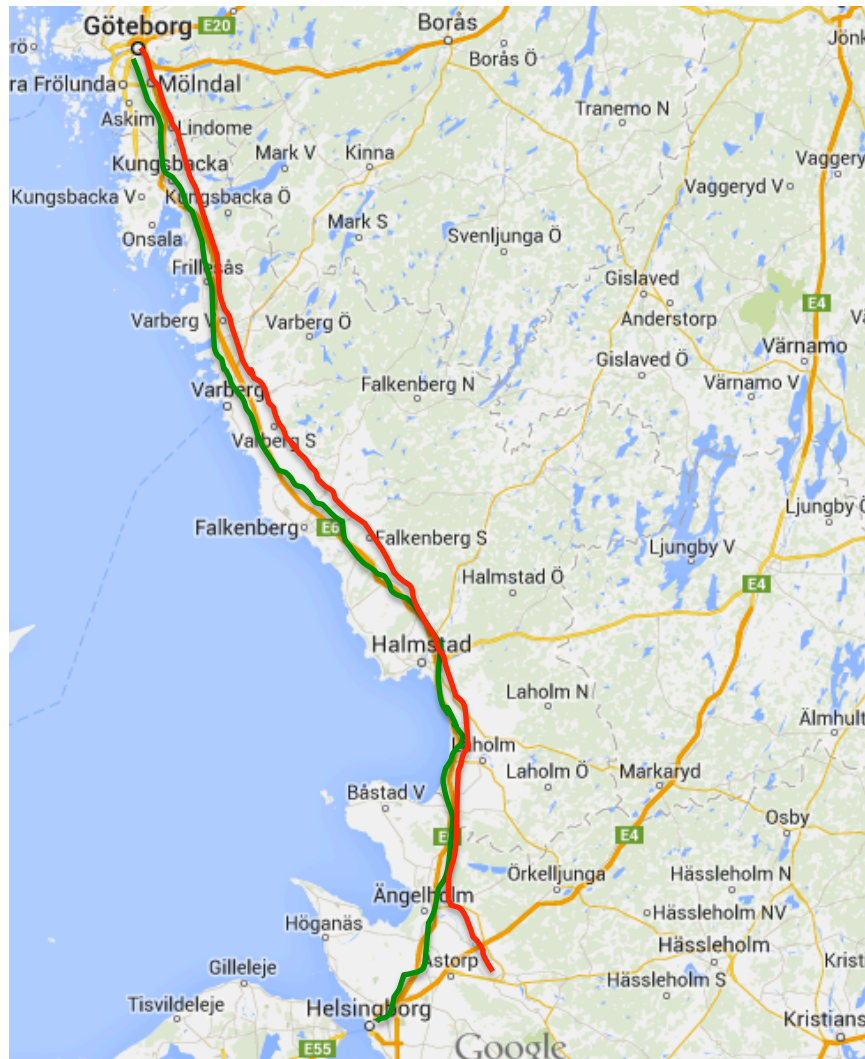 Göteborg
E20
Borås
Jönk
rö
Borås Ö
ra Frölunda
Mölndal
Tranemo N
Askim
Lindome
Kungsbacka
Mark V
Kinna
Vaggery
Vaggeryd V
Kungsbacka V
Kungsbacka Ö
Mark S
Onsala
Svenljunga Ö
Frillesås
Gislaved
E4
Anderstorp
Varberg V
Varberg Ö
Vä
Värnamo
Gislaved Ö
Värnamo V
Varberg
Falkenberg N
Varberg S
Ljungby Ö
Falkenberg
E6
Falkenberg S
Ljungby V
Halmstad Ö
E4
Halmstad
Laholm N
Älmhult
Laholm
Laholm Ö
Markaryd
Båstad V
Osby
E4
Örkelljunga
Hässleholm N
Ängelholm
Hässleholm NV
Höganäs
Hässleholm
Krist
Gilleleje
Åstorp
Hässleholm S
Tisvildeleje
Helsingborg
Kristians
Google
E55